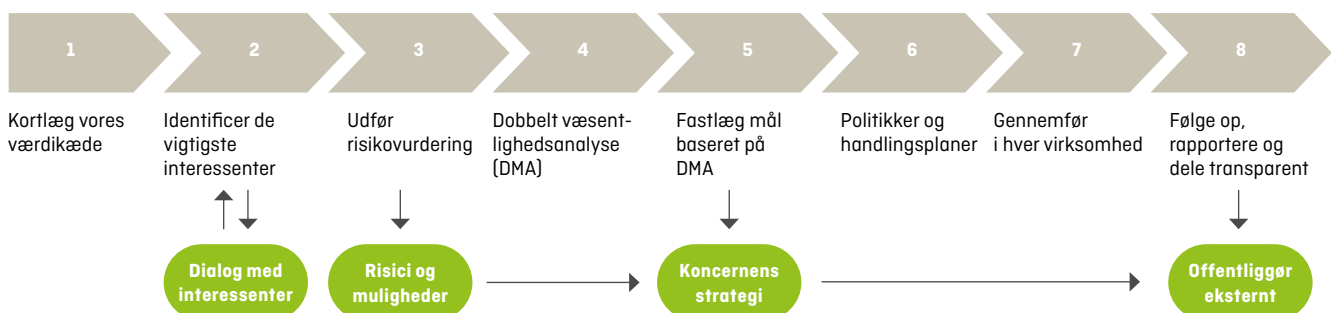 1
2
3
4
5
6
7
8
Kortlæg vores
værdikæde
Identificer de
vigtigste
interessenter
Udfør
risikovurdering
Dobbelt væsent-
lighedsanalyse
(DMA)
Fastlæg mål
baseret på
DMA
Politikker og
handlingsplaner
Gennemfør
i hver virksomhed
Følge op,
rapportere og
dele transparent
Dialog med
interessenter
Risici og
muligheder
Koncernens
strategi
Offentliggør
eksternt